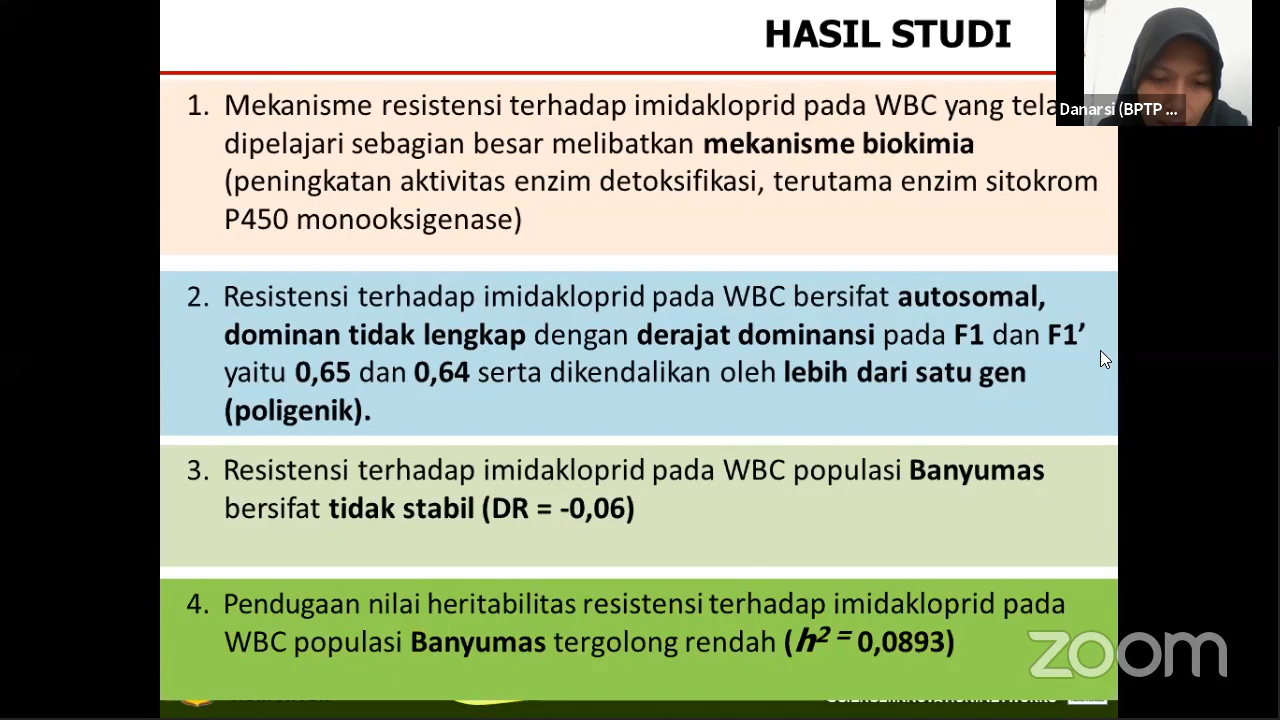 HASIL STUDI
1. Mekanisme resistensi terhadap imidakloprid pada WBC yang tela
dipelajari sebagian besar melibatkan mekanisme biokimia
(peningkatan aktivitas enzim detoksifikasi, terutama enzim sitokrom
P450 monooksigenase)
Danarsi (BPTP ...
2. Resistensi terhadap imidakloprid pada WBC bersifat autosomal,
dominan tidak lengkap dengan derajat dominansi pada F1 dan F1’
yaitu 0,65 dan 0,64 serta dikendalikan oleh lebih dari satu gen
(poligenik).
3. Resistensi terhadap imidakloprid pada WBC populasi Banyumas
bersifat tidak stabil (DR = -0,06)
4. Pendugaan nilai heritabilitas resistensi terhadap imidakloprid pada
WBC populasi Banyumas tergolong rendah (h² = 0,0893)
zoom